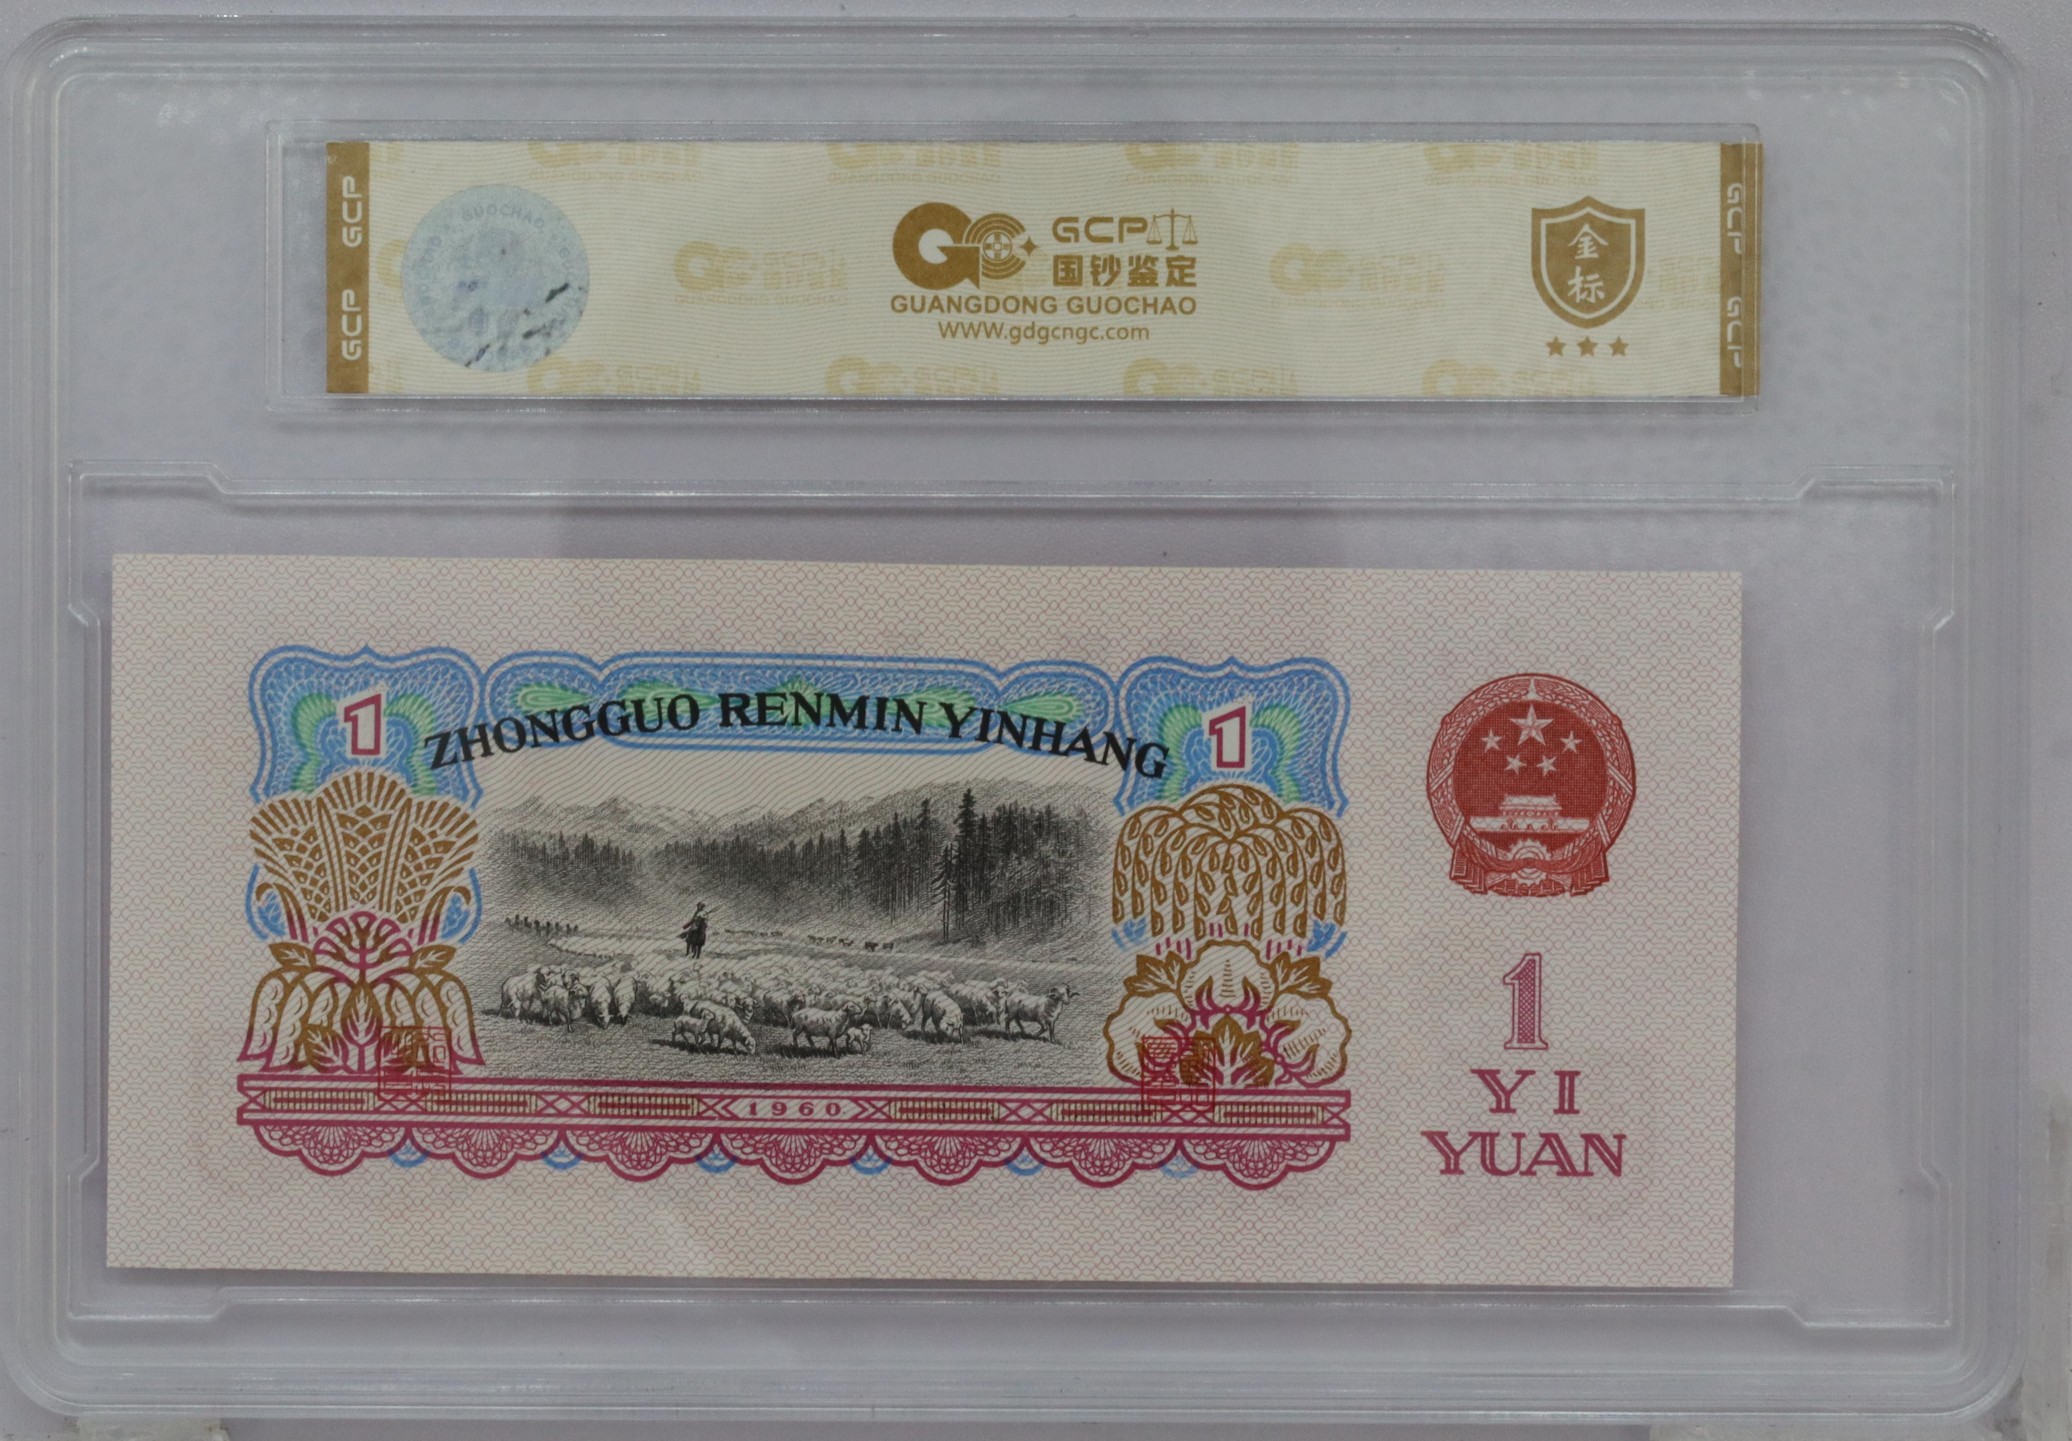 GCP
GCP
GUOCHAO
GCP
国钞鉴定
GUANGDONG GUOCHAO
WWW.gdgcngc.com
金
标
GCP
GCP
1
ZHONGGUO RENMIN YINHANG
1
1960
1
YI
YUAN